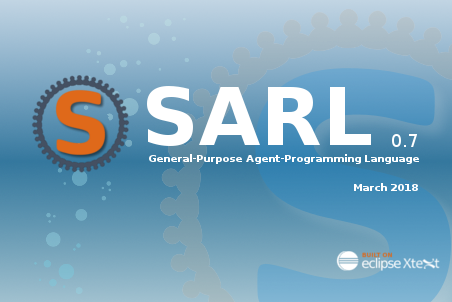 S
SARL 0.7
General-Purpose Agent-Programming Language
March 2018
BUILT ON
eclipse Xtext